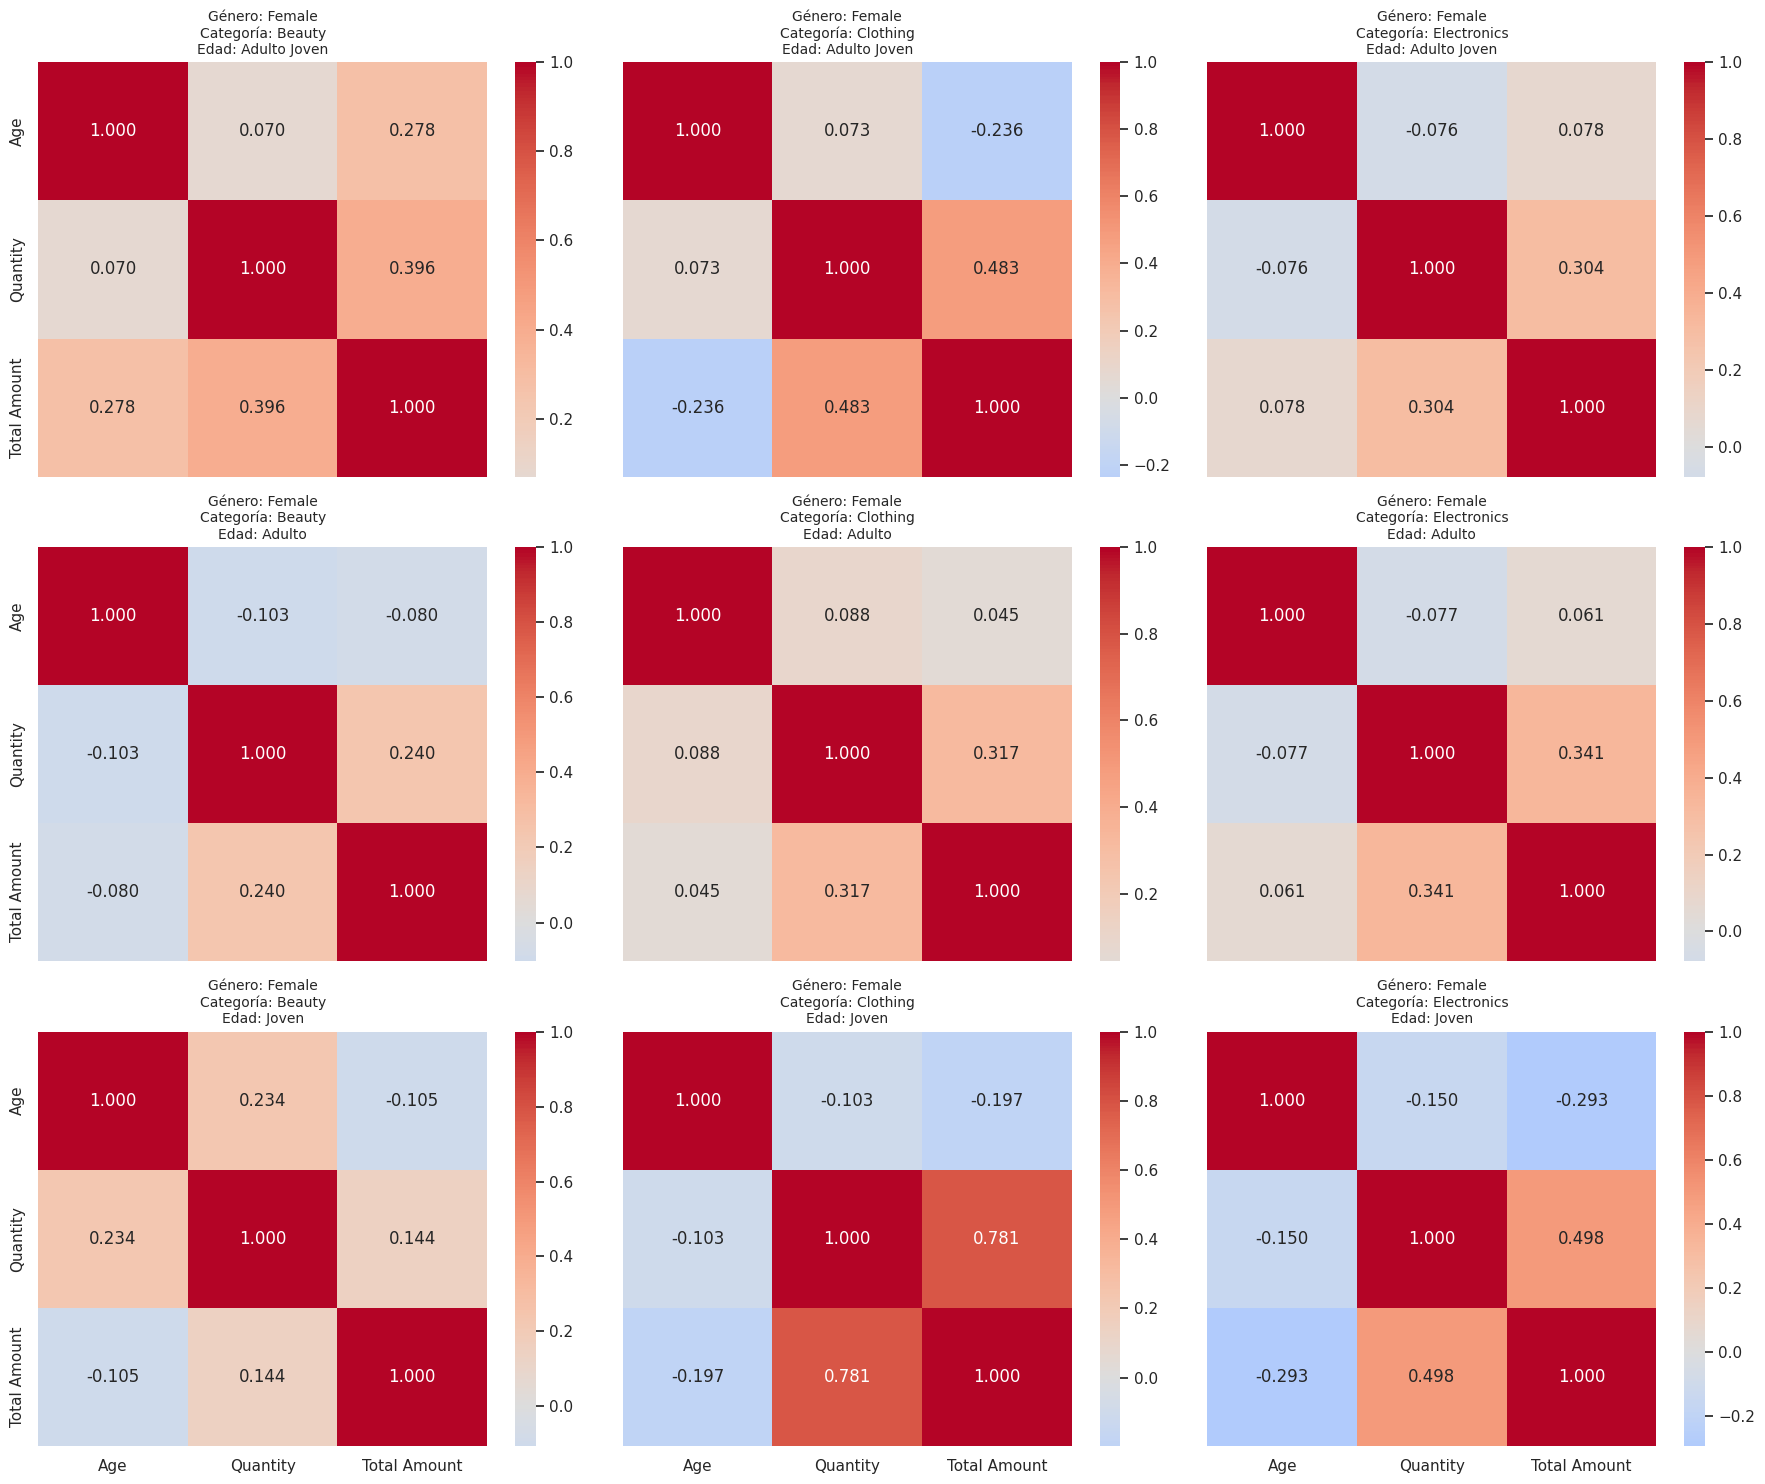 Género: Female
Categoría: Beauty
Edad: Adulto Joven
Género: Female
Categoría: Clothing
Edad: Adulto Joven
Género: Female
Categoría: Electronics
Edad: Adulto Joven
Age
1.000 0.070 0.278
Quantity
0.070 1.000 0.396
Total Amount
0.278 0.396 1.000
1.0
0.8
0.6
0.4
0.2
1.000 0.073 -0.236
0.073 1.000 0.483
-0.236 0.483 1.000
1.0
0.8
0.6
0.4
0.2
0.0
−0.2
1.000 -0.076 0.078
-0.076 1.000 0.304
0.078 0.304 1.000
1.0
0.8
0.6
0.4
0.2
0.0
Género: Female
Categoría: Beauty
Edad: Adulto
Género: Female
Categoría: Clothing
Edad: Adulto
Género: Female
Categoría: Electronics
Edad: Adulto
Age
1.000 -0.103 -0.080
Quantity
-0.103 1.000 0.240
Total Amount
-0.080 0.240 1.000
1.0
0.8
0.6
0.4
0.2
0.0
1.000 0.088 0.045
0.088 1.000 0.317
0.045 0.317 1.000
1.0
0.8
0.6
0.4
0.2
1.000 -0.077 0.061
-0.077 1.000 0.341
0.061 0.341 1.000
1.0
0.8
0.6
0.4
0.2
0.0
Género: Female
Categoría: Beauty
Edad: Joven
Género: Female
Categoría: Clothing
Edad: Joven
Género: Female
Categoría: Electronics
Edad: Joven
Age
1.000 0.234 -0.105
Quantity
0.234 1.000 0.144
Total Amount
-0.105 0.144 1.000
1.0
0.8
0.6
0.4
0.2
0.0
1.000 -0.103 -0.197
-0.103 1.000 0.781
-0.197 0.781 1.000
1.0
0.8
0.6
0.4
0.2
0.0
1.000 -0.150 -0.293
-0.150 1.000 0.498
-0.293 0.498 1.000
1.0
0.8
0.6
0.4
0.2
0.0
−0.2
Age Quantity Total Amount
Age Quantity Total Amount
Age Quantity Total Amount